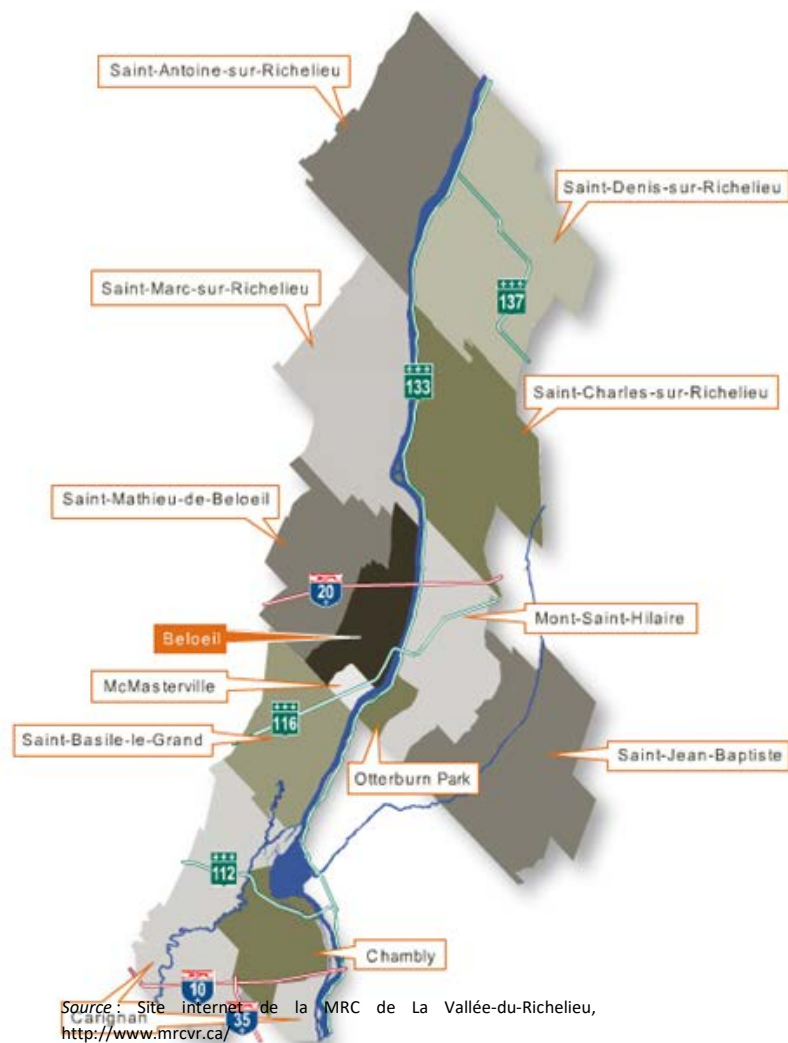 Saint-Antoine-sur-Richelieu
Saint-Denis-sur-Richelieu
Saint-Marc-sur-Richelieu
137
133
Saint-Charles-sur-Richelieu
Saint-Mathieu-de-Beloeil
20
Mont-Saint-Hilaire
Beloeil
McMasterville
116
Saint-Basile-le-Grand
Saint-Jean-Baptiste
Otterburn Park
112
Chambly
10
Source : Site internet de la MRC de La Vallée-du-Richelieu,
Carignan
35
http://www.mrcvr.ca/